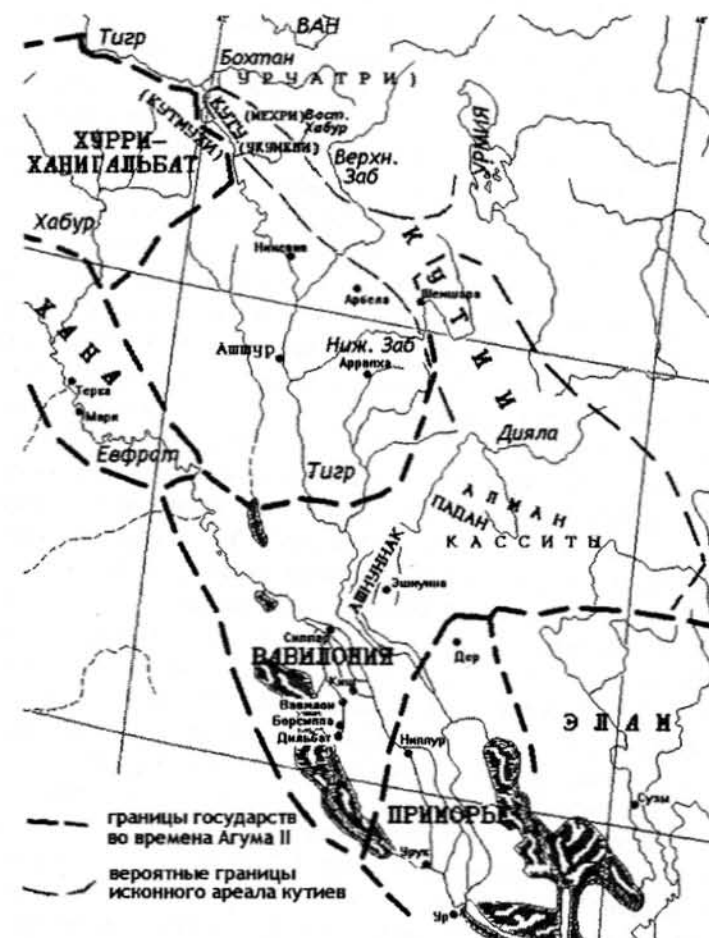 ВАН
Тигр
Бохтан
(УРУАТРИ)
КУТУ
(МЕХРИ)
Вост.
Хабур
(КУТМУХИ)
(УКУМЕНИ)
ХУРРИ-
ХАНИГАЛЬБАТ
Верхн.
Заб
УРМИЯ
Хабур
Ниневия
КУТИИ
Арбела
Шемшара
ХАНА
Ашшур
Ниж. Заб
Аррапха
Терка
Мари
Дияла
Евфрат
Тигр
АЛМАН
ПАДАН
КАССИТЫ
АШНУННАК
Эшнунна
Сиппар
ВАВИЛОНИЯ
Дер
Киш
Вавилон
Борсиппа
Дильбат
Ниппур
ЭЛАМ
Сузы
ПРИМОРЬЕ
Урук
Ур
границы государств
во времена Агума II
вероятные границы
исконного ареала кутиев